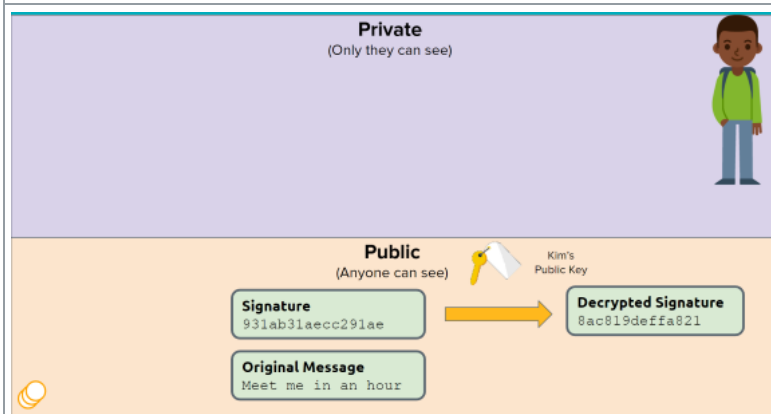 Private
(Only they can see)
Public
(Anyone can see)
Kim's
Public Key
Signature
931ab31aecc291ae
Decrypted Signature
8ac819deffa821
Original Message
Meet me in an hour